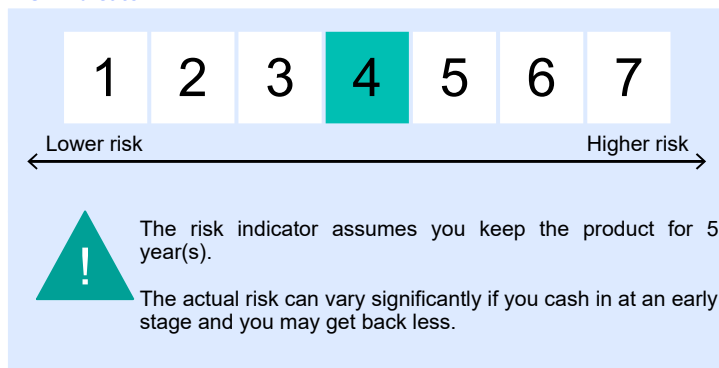 1 2 3 4 5 6 7
Lower risk Higher risk
The risk indicator assumes you keep the product for 5
year(s).
!
The actual risk can vary significantly if you cash in at an early
stage and you may get back less.